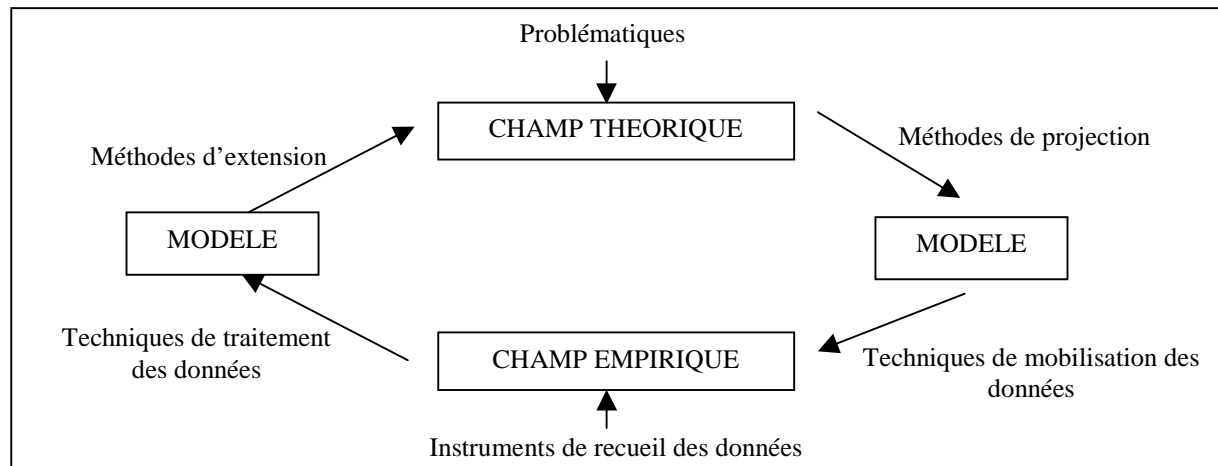 Problématiques
CHAMP THEORIQUE
Méthodes d'extension
Méthodes de projection
MODELE
MODELE
Techniques de traitement
des données
CHAMP EMPIRIQUE
Techniques de mobilisation des
données
Instruments de recueil des données